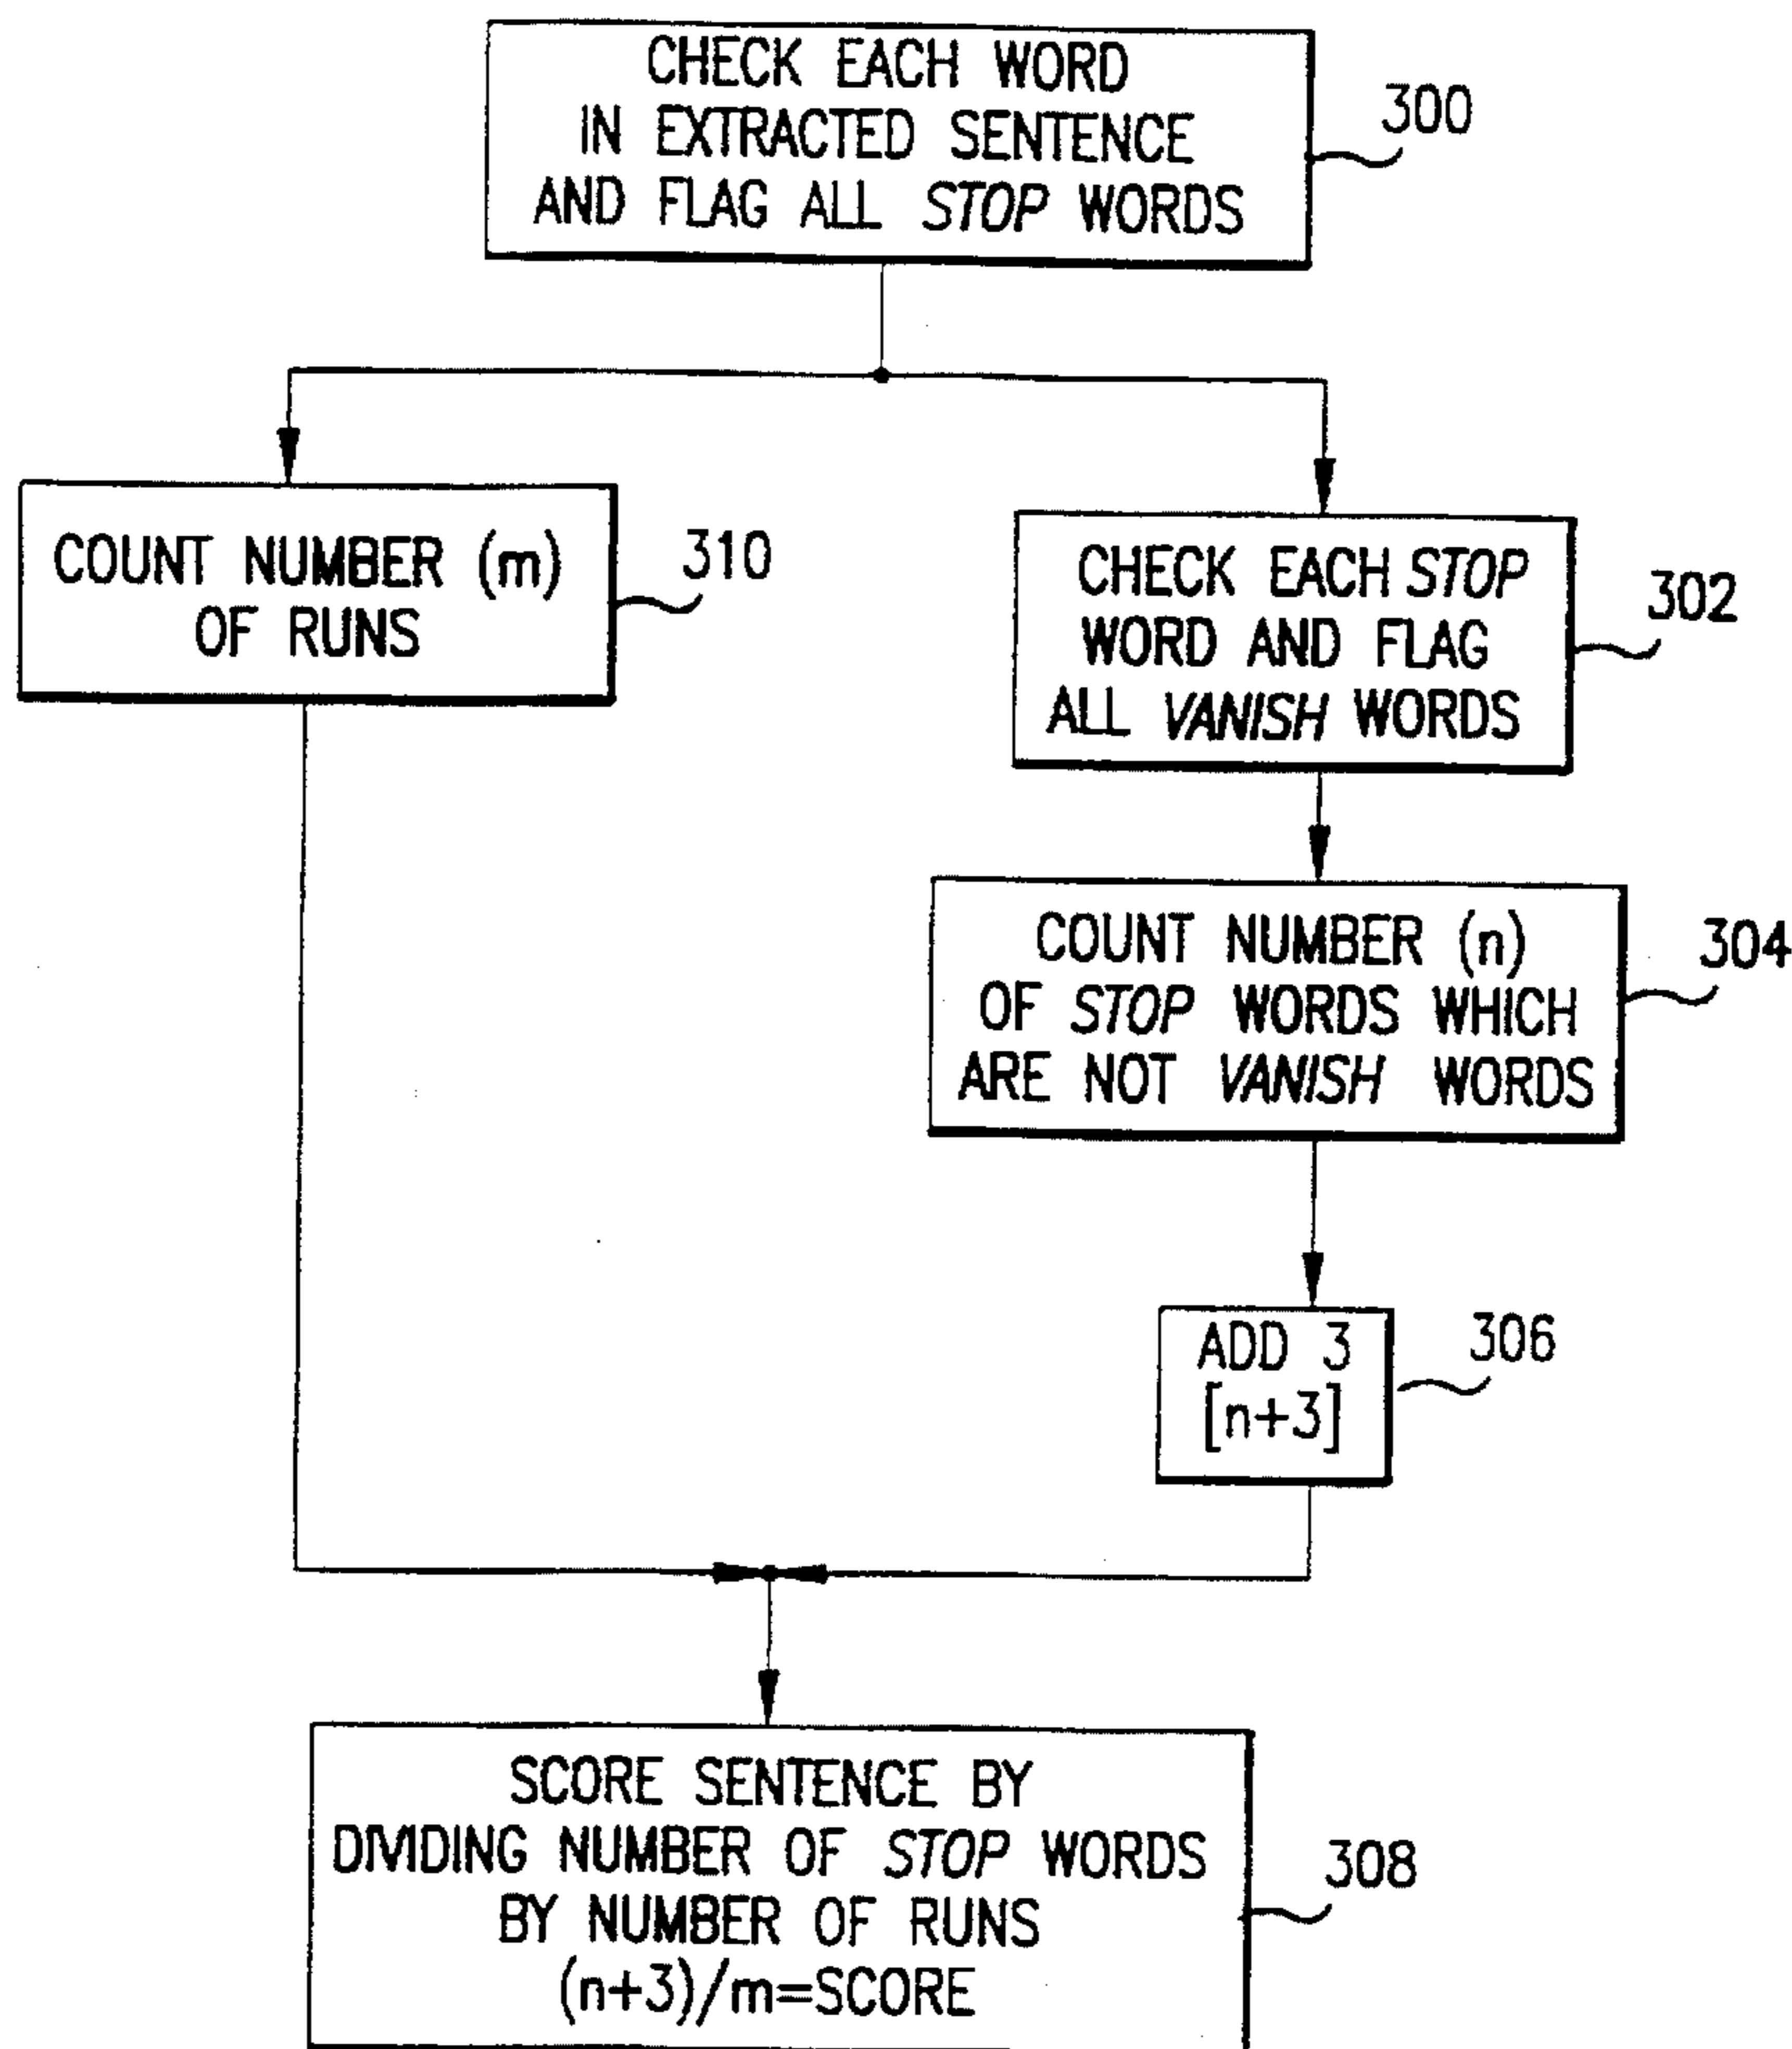 CHECK EACH WORD
IN EXTRACTED SENTENCE
AND FLAG ALL STOP WORDS
300
COUNT NUMBER (m)
OF RUNS
310
CHECK EACH STOP
WORD AND FLAG
ALL VANISH WORDS
302
COUNT NUMBER (n)
OF STOP WORDS WHICH
ARE NOT VANISH WORDS
304
ADD 3
[n+3]
306
SCORE SENTENCE BY
DIVIDING NUMBER OF STOP WORDS
BY NUMBER OF RUNS
(n+3)/m=SCORE
308